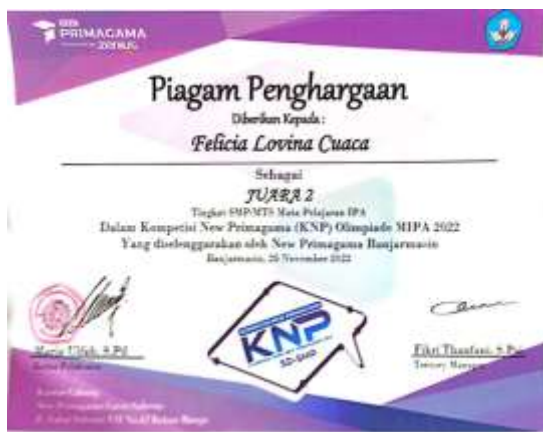 PRIMAGAMA
Piagam Penghargaan
Diberikan Kepada :
Felicia Lovina Cuaca
Sebagai
JUARA 2
Tingkat SMP/MTS Mata Pelajaran IPA
Dalam Kompetisi New Primagama (KNP) Olimpiade MIPA 2022
Yang diselenggarakan oleh New Primagama Banjarmasin
Banjarmasin, 26 November 2022
KNP
SD-SMP
S.Pd
Fikri